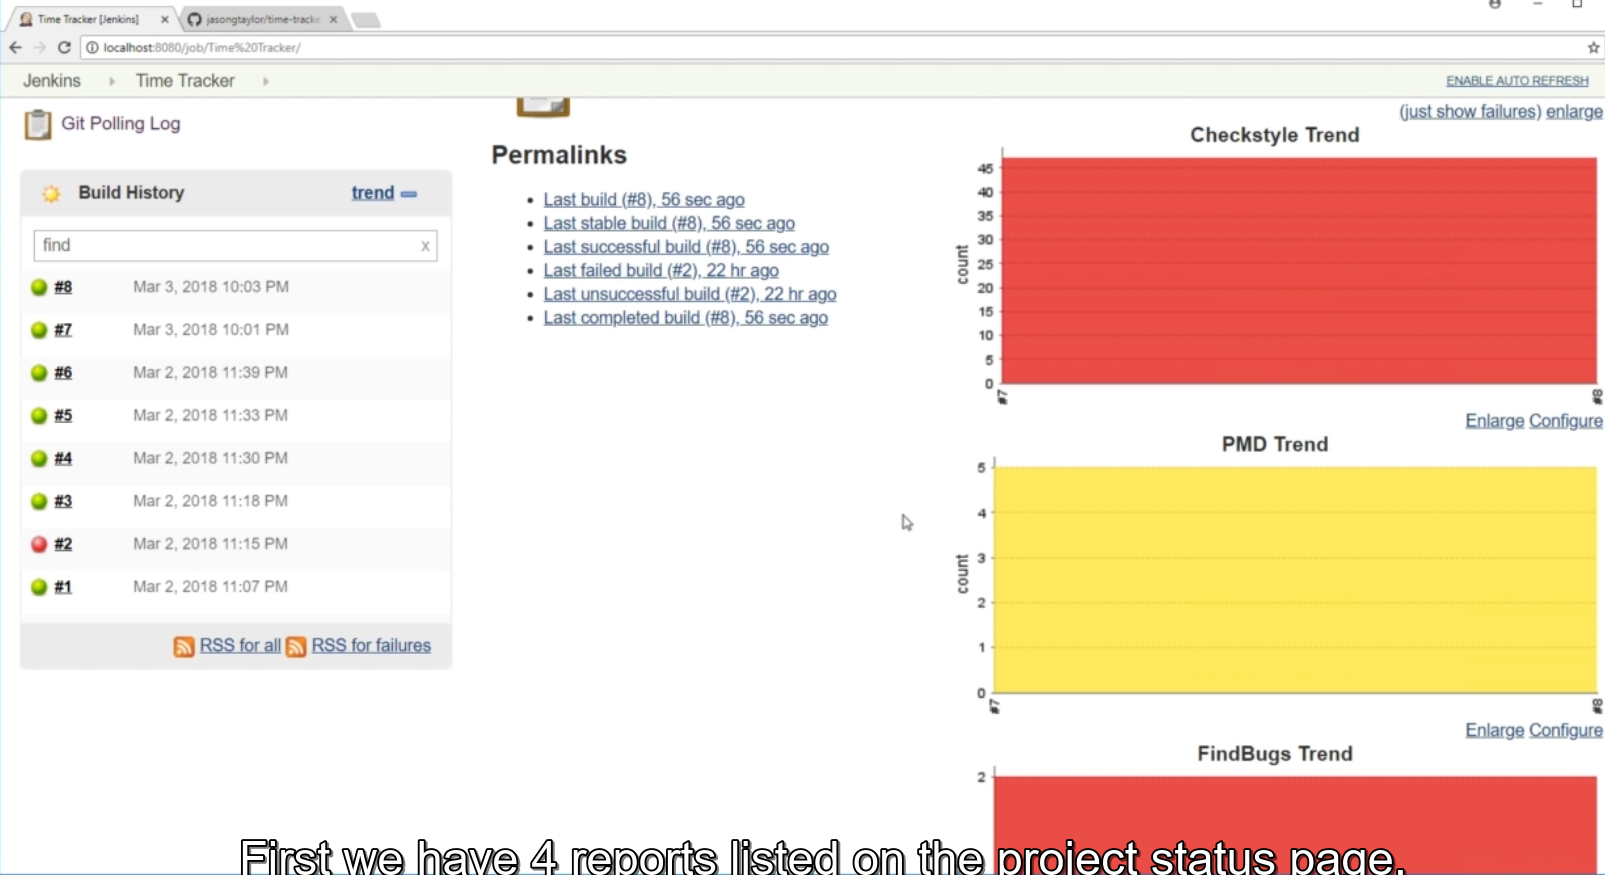 Time Tracker [Jenkins]
jasongtaylor/time-tracke
localhost:8080/job/Time%20Tracker/
Jenkins
Time Tracker
ENABLE AUTO REFRESH
Git Polling Log
Build History
trend
find
x
#8 Mar 3, 2018 10:03 PM
#7 Mar 3, 2018 10:01 PM
#6 Mar 2, 2018 11:39 PM
#5 Mar 2, 2018 11:33 PM
#4 Mar 2, 2018 11:30 PM
#3 Mar 2, 2018 11:18 PM
#2 Mar 2, 2018 11:15 PM
#1 Mar 2, 2018 11:07 PM
RSS for all RSS for failures
Permalinks
Last build (#8), 56 sec ago
Last stable build (#8), 56 sec ago
Last successful build (#8), 56 sec ago
Last failed build (#2), 22 hr ago
Last unsuccessful build (#2), 22 hr ago
Last completed build (#8), 56 sec ago
(just show failures) enlarge
Checkstyle Trend
45
40
35
30
25
20
15
10
5
0
count
#7
#8
Enlarge Configure
PMD Trend
5
4
3
2
1
0
count
#7
#8
Enlarge Configure
FindBugs Trend
2
First we have 4 reports listed on the project status page.